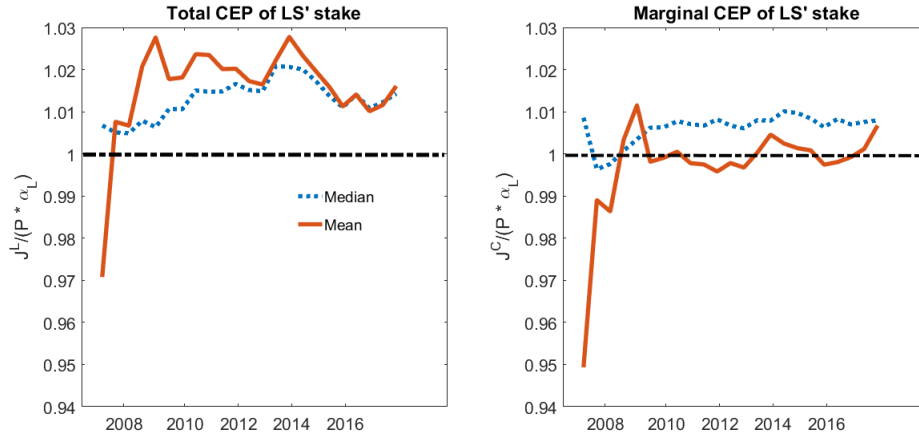 Total CEP of LS' stake
1.03
1.02
1.01
1
0.99
0.98
0.97
0.96
0.95
0.94
J^L/(P * α_L)
Median
Mean
2008 2010 2012 2014 2016
Marginal CEP of LS' stake
1.03
1.02
1.01
1
0.99
0.98
0.97
0.96
0.95
0.94
J^C/(P * α_L)
2008 2010 2012 2014 2016